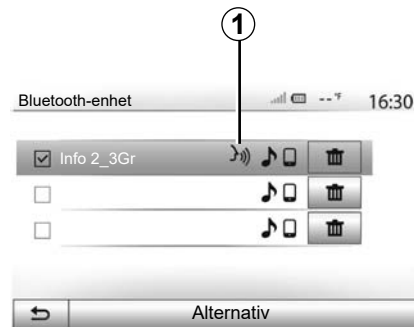 1
Bluetooth-enhet --°F 16:30
Info 2_3Gr
Alternativ